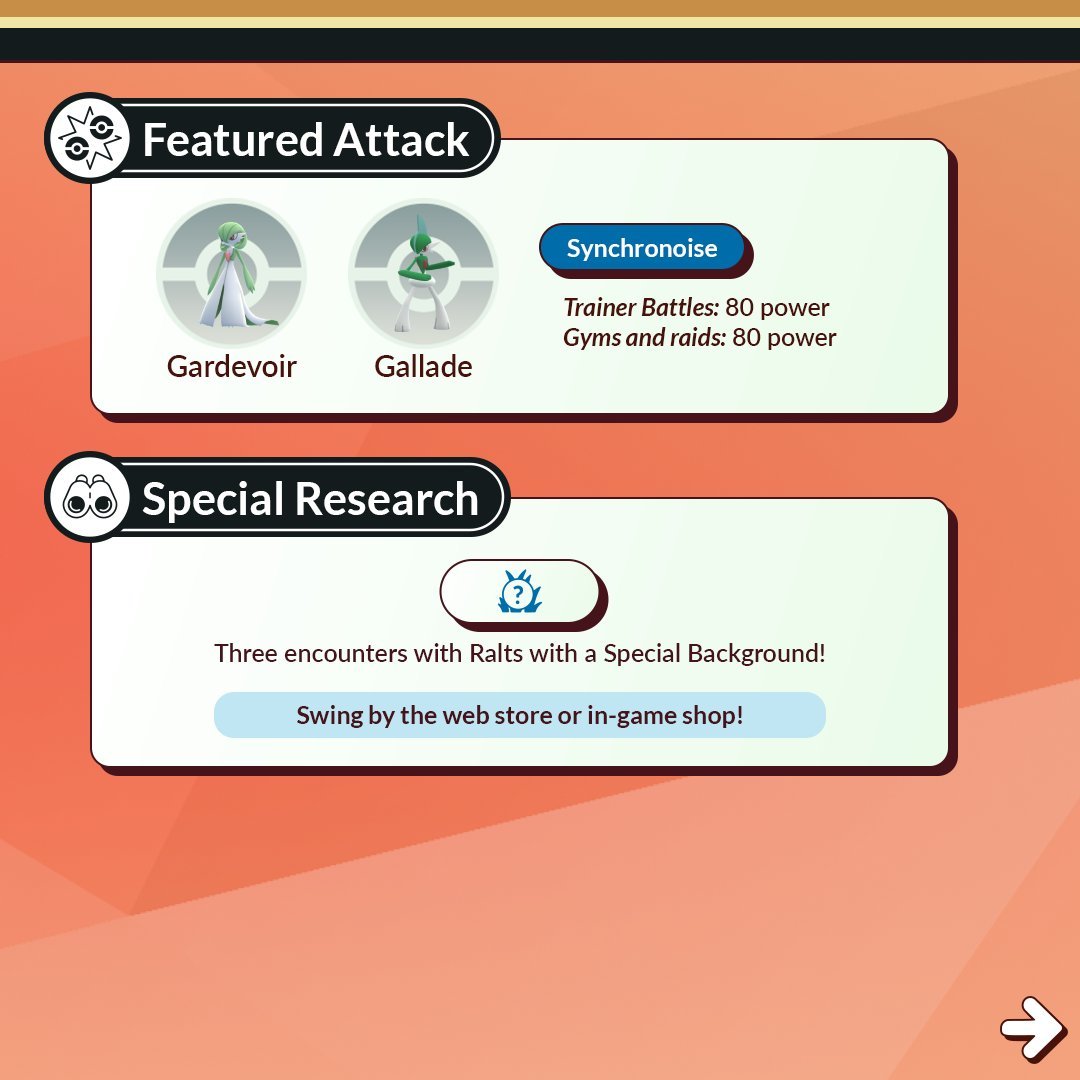 Featured Attack
Gardevoir
Gallade
Synchronoise
Trainer Battles: 80 power
Gyms and raids: 80 power
Special Research
?
Three encounters with Ralts with a Special Background!
Swing by the web store or in-game shop!